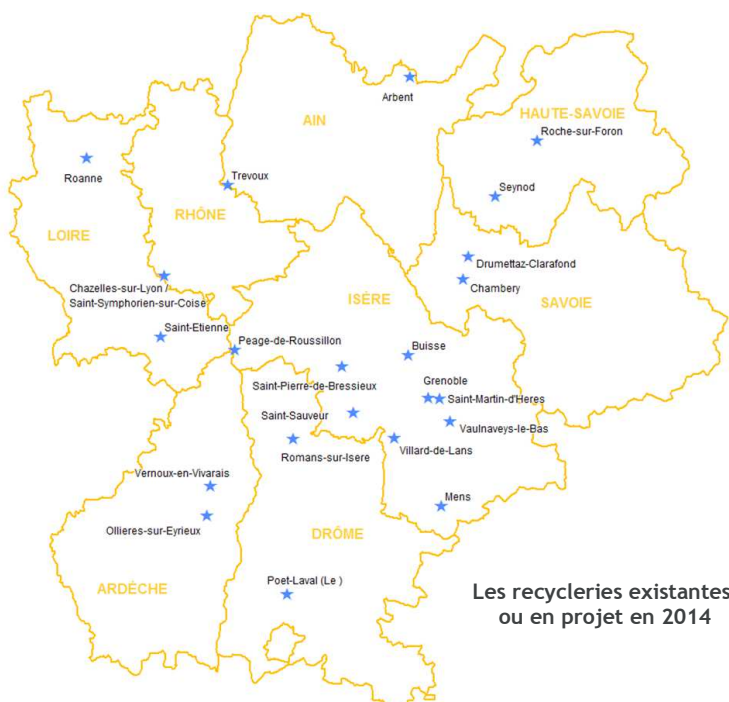 Arbent
HAUTE-SAVOIE
AIN
Roche-sur-Foron
Roanne
Trevoux
Seynod
RHÔNE
LOIRE
Drumettaz-Clarafond
Chazelles-sur-Lyon /
Saint-Symphorien-sur-Coise
Chambery
ISÈRE
SAVOIE
Saint-Etienne
Peage-de-Roussillon
Buisse
Saint-Pierre-de-Bressieux
Grenoble
Saint-Martin-d'Heres
Saint-Sauveur
Vaulnaveys-le-Bas
Romans-sur-Isere
Villard-de-Lans
Vernoux-en-Vivarais
Mens
Ollieres-sur-Eyrieux
DRÔME
ARDÈCHE
Poet-Laval (Le )
Les recycleries existantes
ou en projet en 2014